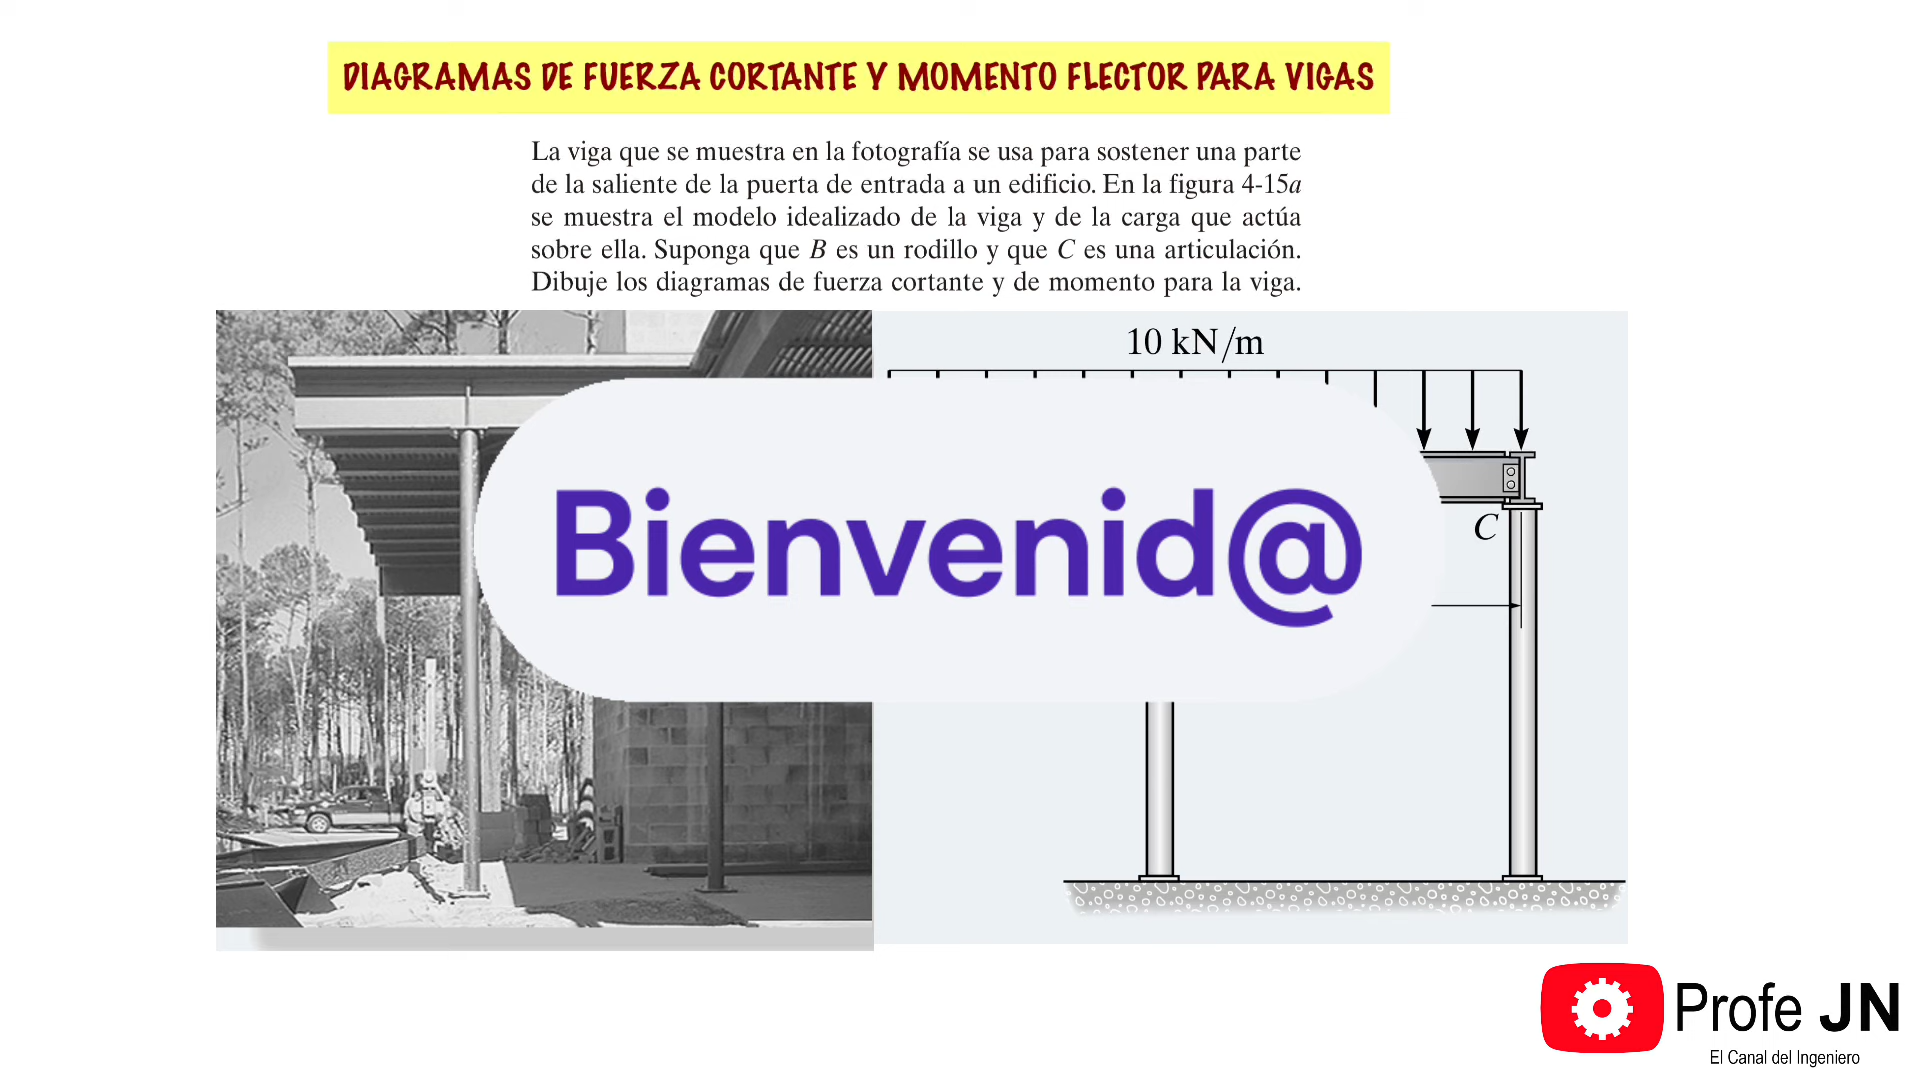 DIAGRAMAS DE FUERZA CORTANTE Y MOMENTO FLECTOR PARA VIGAS
La viga que se muestra en la fotografía se usa para sostener una parte
de la saliente de la puerta de entrada a un edificio. En la figura 4-15a
se muestra el modelo idealizado de la viga y de la carga que actúa
sobre ella. Suponga que B es un rodillo y que C es una articulación.
Dibuje los diagramas de fuerza cortante y de momento para la viga.
10 kN/m
Bienvenid@
C
Profe JN
El Canal del Ingeniero